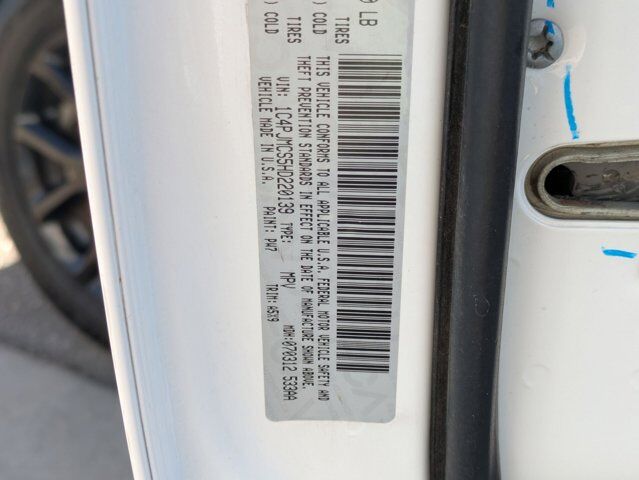 LB
TIRES
) COLD
TIRES
) COLD
THIS VEHICLE CONFORMS TO ALL APPLICABLE U.S.A. FEDERAL MOTOR VEHICLE SAFETY AND
THEFT PREVENTION STANDARDS IN EFFECT ON THE DATE OF MANUFACTURE SHOWN ABOVE.
VIN: 1C4PJMCS5HD220139 TYPE: MPV MDH:070312 533AA
VEHICLE MADE IN U.S.A. PAINT: PW7 TRIM:A5X9